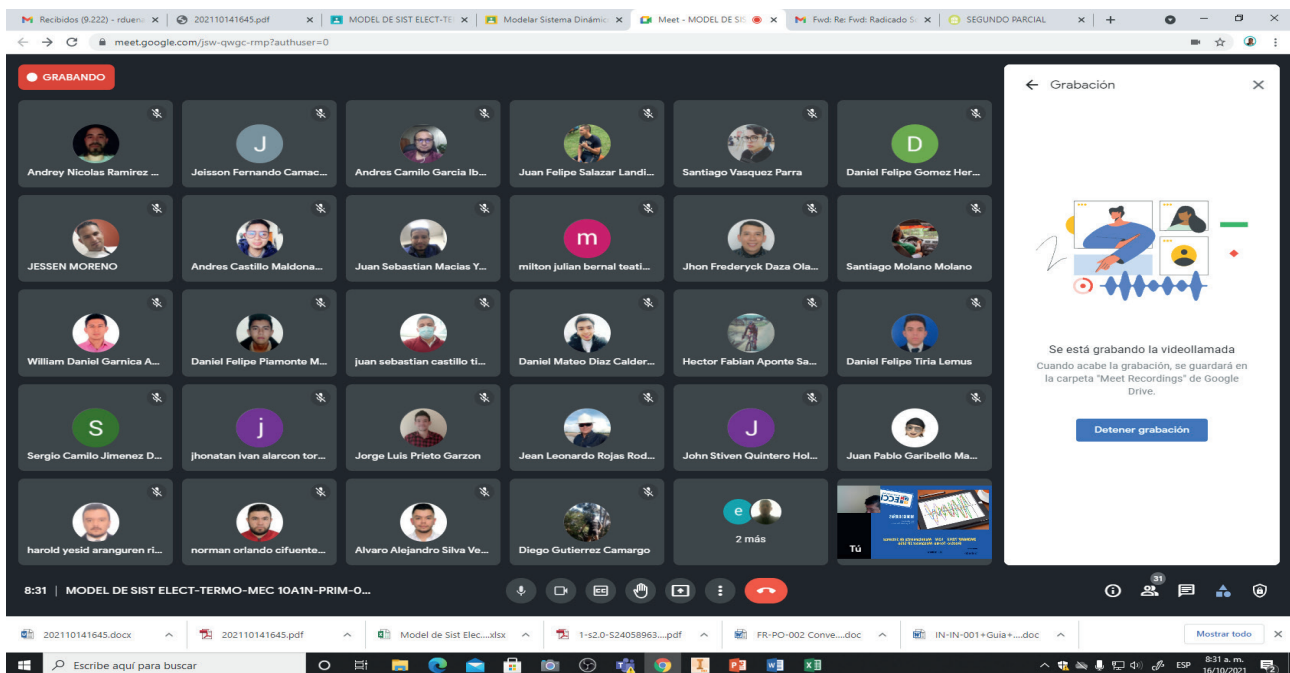 Recibidos (9.222) - rduen
202110141645.pdf
MODEL DE SIST ELECT-TE
Modelar Sistema Dinámic
Meet - MODEL DE SIS
Fwd: Re: Fwd: Radicado S
SEGUNDO PARCIAL
meet.google.com/jsw-qwgc-rmp?authuser=0
GRABANDO
Grabación
Andrey Nicolas Ramirez ...
J
Jeisson Fernando Camac...
Andres Camilo Garcia Ib...
Juan Felipe Salazar Landi...
Santiago Vasquez Parra
D
Daniel Felipe Gomez Her...
JESSEN MORENO
Andres Castillo Maldona...
Juan Sebastian Macias Y...
m
milton julian bernal teati...
Jhon Frederyck Daza Ola...
Santiago Molano Molano
William Daniel Garnica A...
Daniel Felipe Piamonte M...
juan sebastian castillo ti...
Daniel Mateo Diaz Calder...
Hector Fabian Aponte Sa...
Daniel Felipe Tiria Lemus
S
Sergio Camilo Jimenez D...
j
jhonatan ivan alarcon tor...
Jorge Luis Prieto Garzon
Jean Leonardo Rojas Rod...
J
John Stiven Quintero Hol...
Juan Pablo Garibello Ma...
harold yesid aranguren ri...
norman orlando cifuente...
Alvaro Alejandro Silva Ve...
Diego Gutierrez Camargo
e
2 más
Tú
ECCI
Se está grabando la videollamada
Cuando acabe la grabación, se guardará en
la carpeta "Meet Recordings" de Google
Drive.
Detener grabación
8:31 | MODEL DE SIST ELECT-TERMO-MEC 10A1N-PRIM-0...
31
202110141645.docx
202110141645.pdf
Model de Sist Elec....xlsx
1-s2.0-S24058963....pdf
FR-PO-002 Conve....doc
IN-IN-001+Guia+....doc
Mostrar todo
Escribe aquí para buscar
ESP
8:31 a. m.
16/10/2021